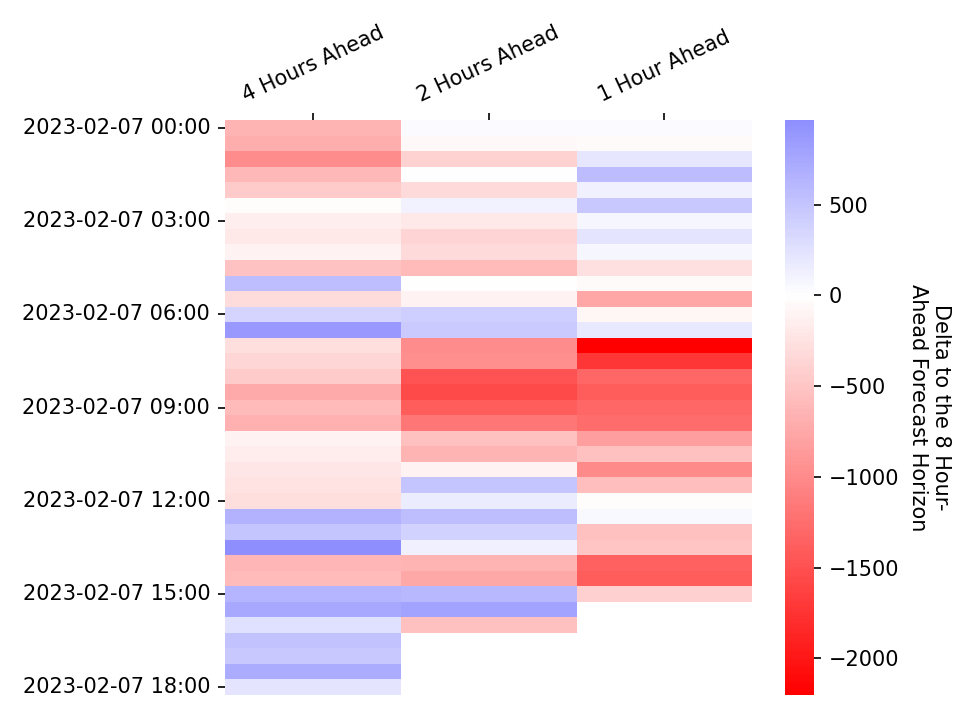 4 Hours Ahead
2 Hours Ahead
1 Hour Ahead
2023-02-07 00:00
2023-02-07 03:00
2023-02-07 06:00
2023-02-07 09:00
2023-02-07 12:00
2023-02-07 15:00
2023-02-07 18:00
500
0
−500
−1000
−1500
−2000
Delta to the 8 Hour-
Ahead Forecast Horizon